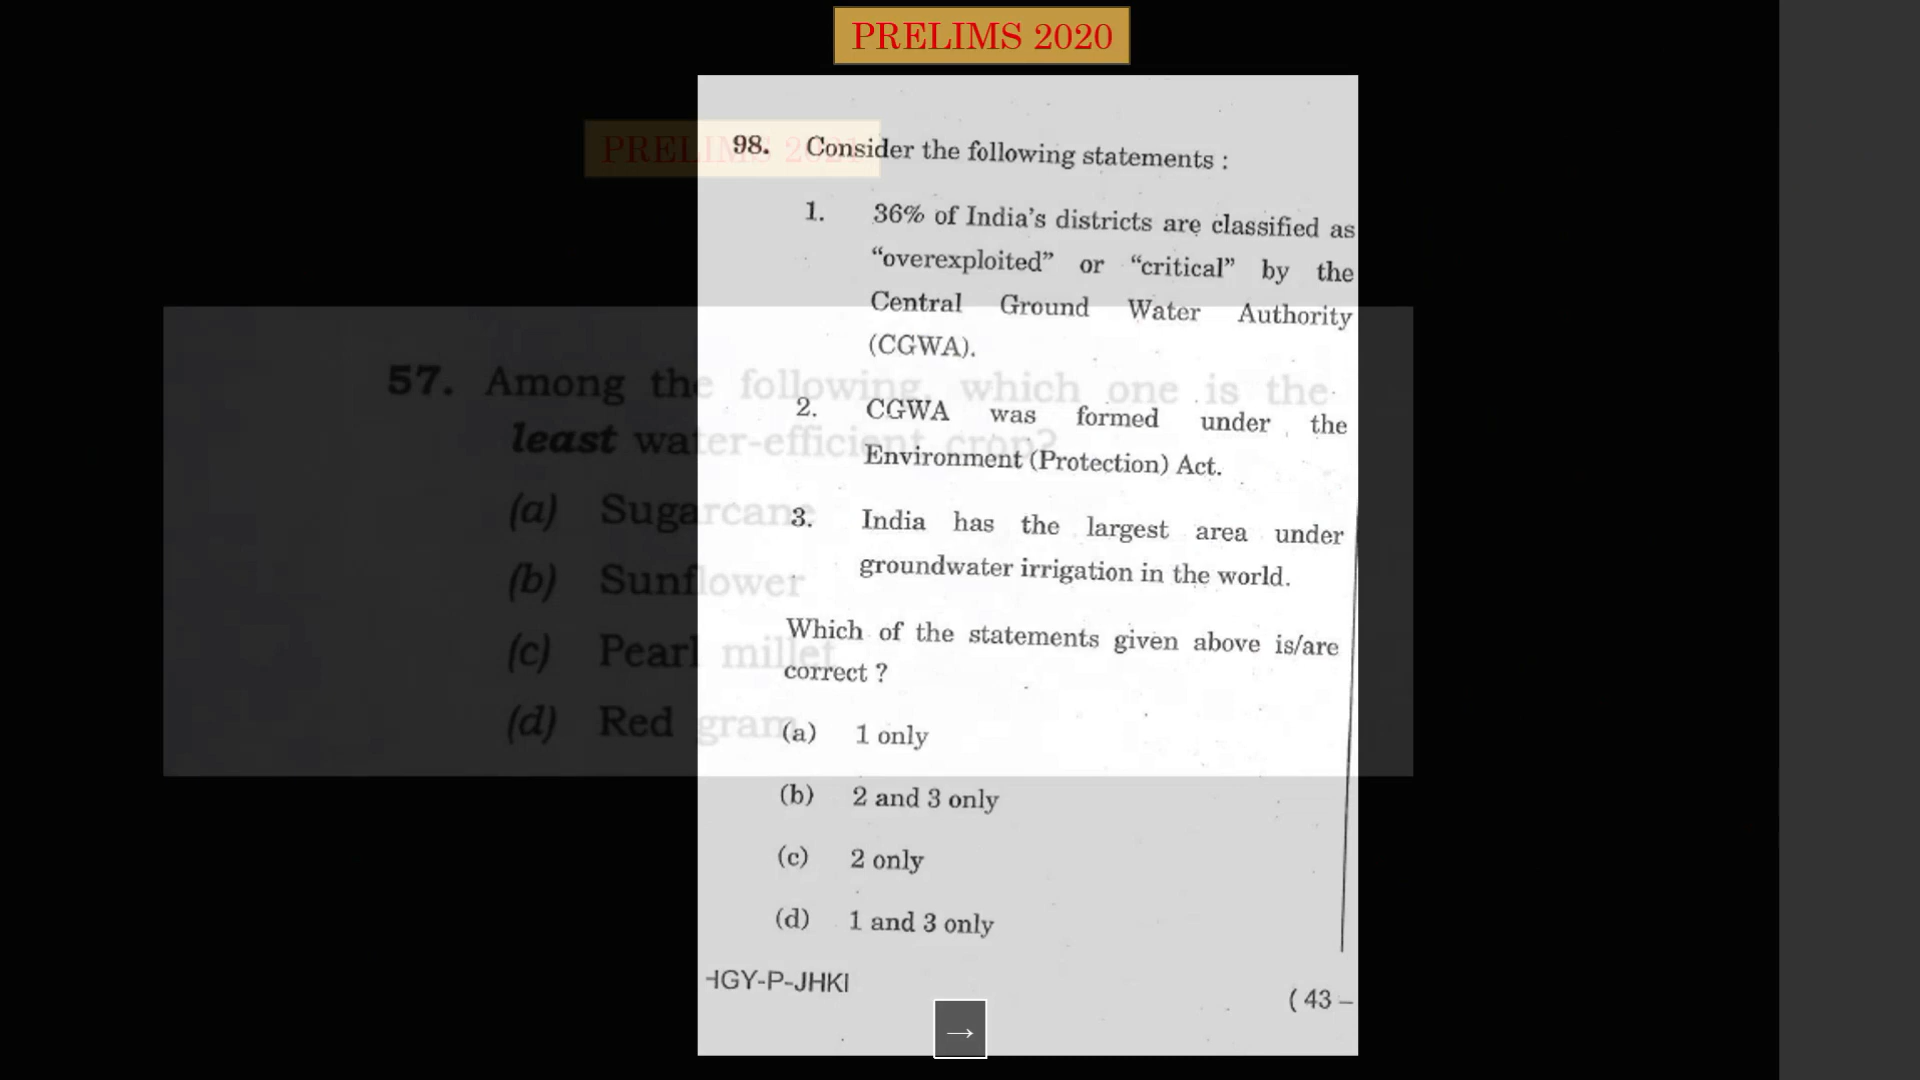 PRELIMS 2020
PRELIMS 2021
98. Consider the following statements :
1. 36% of India's districts are classified as
"overexploited" or "critical" by the
Central Ground Water Authority
(CGWA).
2. CGWA was formed under the
Environment (Protection) Act.
3. India has the largest area under
groundwater irrigation in the world.
Which of the statements given above is/are
correct ?
(a) 1 only
(b) 2 and 3 only
(c) 2 only
(d) 1 and 3 only
HGY-P-JHKI
( 43 –
→
57. Among the following, which one is the
least water-efficient crop?
(a) Sugarcane
(b) Sunflower
(c) Pearl millet
(d) Red gram